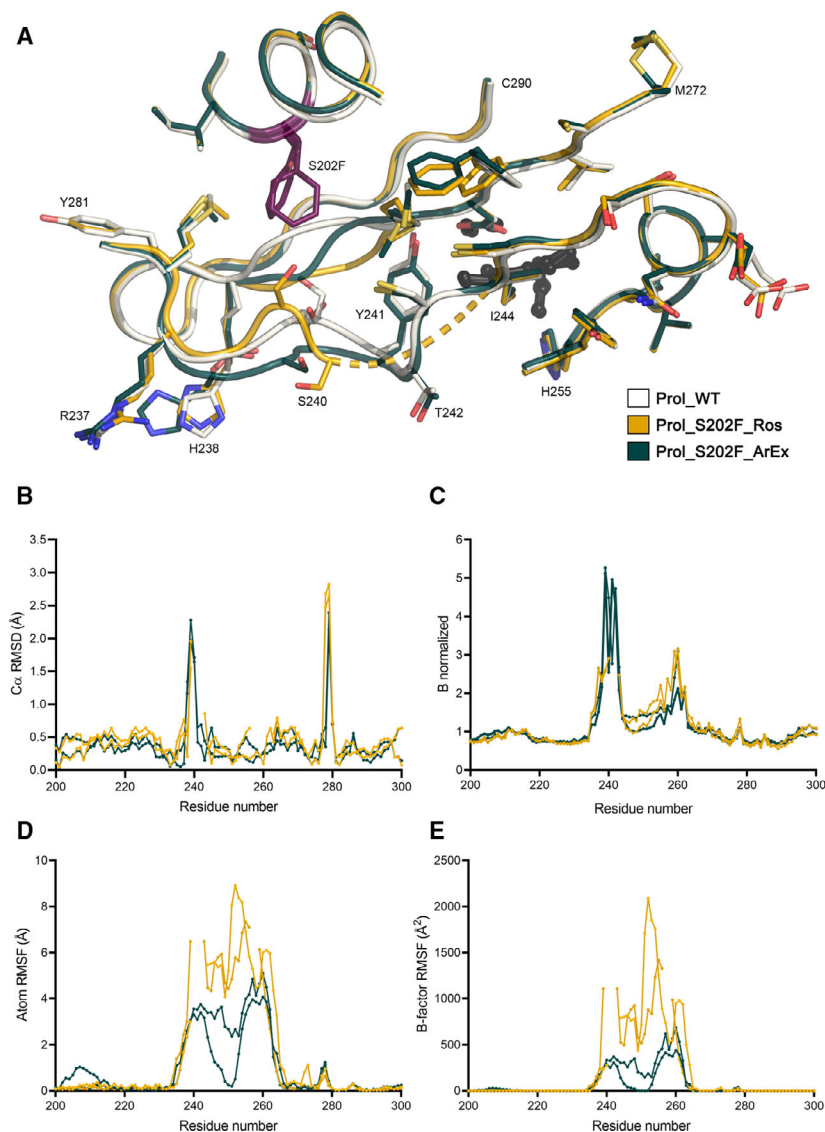 A
C290
M272
S202F
Y281
Y241
I244
S240
T242
H255
R237
H238
Prol_WT
Prol_S202F_Ros
Prol_S202F_ArEx
B
C
3.5
3.0
2.5
2.0
1.5
1.0
0.5
0.0
Cα RMSD (Å)
200 220 240 260 280 300
Residue number
6
5
4
3
2
1
0
B normalized
200 220 240 260 280 300
Residue number
D
E
10
8
6
4
2
0
Atom RMSF (Å)
200 220 240 260 280 300
Residue number
2500
2000
1500
1000
500
0
B-factor RMSF (Å²)
200 220 240 260 280 300
Residue number